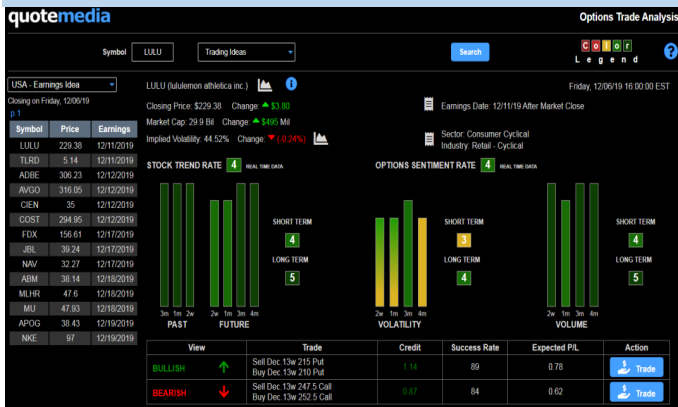 quotemedia
Options Trade Analysis
Symbol LULU Trading Ideas Search
Color
Legend
?
USA - Earnings Idea
Closing on Friday, 12/06/19
p.1
Symbol Price Earnings
LULU 229.38 12/11/2019
TLRD 5.14 12/11/2019
ADBE 306.23 12/12/2019
AVGO 316.05 12/12/2019
CIEN 35 12/12/2019
COST 294.95 12/12/2019
FDX 156.61 12/17/2019
JBL 39.24 12/17/2019
NAV 32.27 12/17/2019
ABM 38.14 12/18/2019
MLHR 47.6 12/18/2019
MU 47.93 12/18/2019
APOG 38.43 12/19/2019
NKE 97 12/19/2019
LULU (lululemon athletica inc.) i
Friday, 12/06/19 16:00:00 EST
Closing Price: $229.38 Change: $3.80
Market Cap: 29.9 Bil Change: $495 Mil
Implied Volatility: 44.52% Change: (-0.24%)
Earnings Date: 12/11/19 After Market Close
Sector: Consumer Cyclical
Industry: Retail - Cyclical
STOCK TREND RATE 4 REAL TIME DATA
SHORT TERM
4
LONG TERM
5
3m 1m 2w 2w 1m 3m 4m
PAST FUTURE
OPTIONS SENTIMENT RATE 4 REAL TIME DATA
SHORT TERM
3
LONG TERM
4
2w 1m 3m 4m
VOLATILITY
SHORT TERM
4
LONG TERM
5
2w 1m 3m 4m
VOLUME
View Trade Credit Success Rate Expected P/L Action
BULLISH Sell Dec.13w 215 Put 1.14 89 0.78 Trade
Buy Dec.13w 210 Put
BEARISH Sell Dec.13w 247.5 Call 0.87 84 0.62 Trade
Buy Dec.13w 252.5 Call